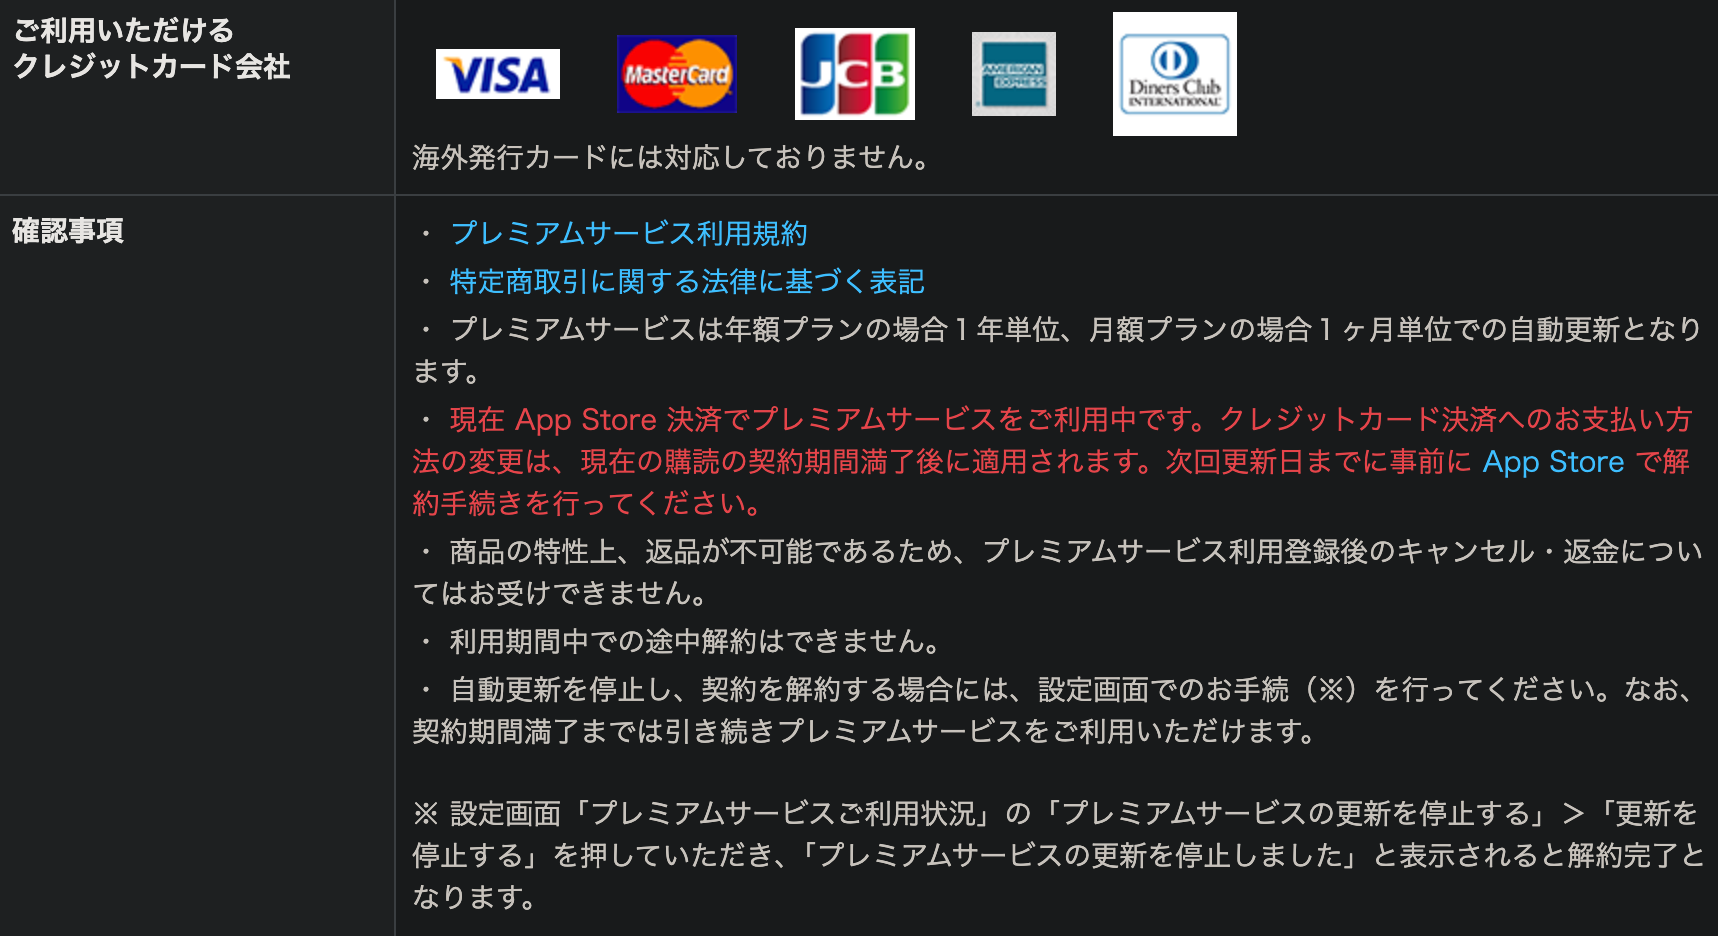 ご利用いただける
クレジットカード会社
VISA
MasterCard
JCB
AMERICAN
EXPRESS
Diners Club
INTERNATIONAL
海外発行カードには対応しておりません。
確認事項
・ プレミアムサービス利用規約
・ 特定商取引に関する法律に基づく表記
・ プレミアムサービスは年額プランの場合１年単位、月額プランの場合１ヶ月単位での自動更新となり
ます。
・ 現在 App Store 決済でプレミアムサービスをご利用中です。クレジットカード決済へのお支払い方
法の変更は、現在の購読の契約期間満了後に適用されます。次回更新日までに事前に App Store で解
約手続きを行ってください。
・ 商品の特性上、返品が不可能であるため、プレミアムサービス利用登録後のキャンセル・返金につい
てはお受けできません。
・ 利用期間中での途中解約はできません。
・ 自動更新を停止し、契約を解約する場合には、設定画面でのお手続（※）を行ってください。なお、
契約期間満了までは引き続きプレミアムサービスをご利用いただけます。
※ 設定画面「プレミアムサービスご利用状況」の「プレミアムサービスの更新を停止する」＞「更新を
停止する」を押していただき、「プレミアムサービスの更新を停止しました」と表示されると解約完了と
なります。